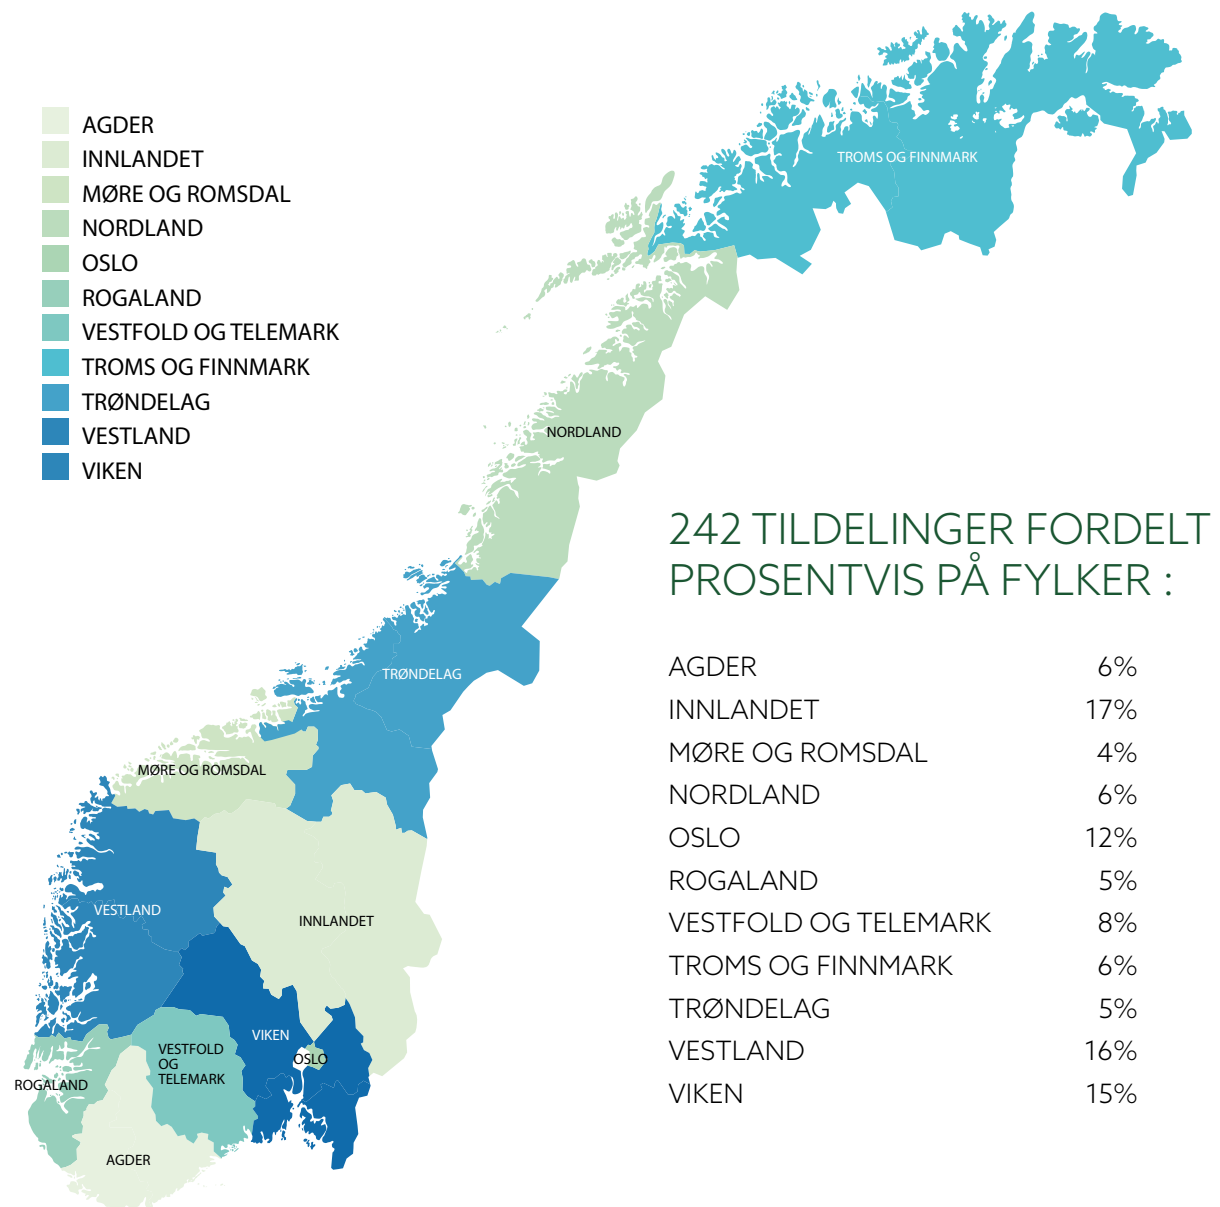 AGDER
INNLANDET
MØRE OG ROMSDAL
NORDLAND
OSLO
ROGALAND
VESTFOLD OG TELEMARK
TROMS OG FINNMARK
TRØNDELAG
VESTLAND
VIKEN
TROMS OG FINNMARK
NORDLAND
TRØNDELAG
MØRE OG ROMSDAL
VESTLAND
INNLANDET
VIKEN
OSLO
VESTFOLD
OG
TELEMARK
ROGALAND
AGDER
242 TILDELINGER FORDELT
PROSENTVIS PÅ FYLKER :
AGDER 6%
INNLANDET 17%
MØRE OG ROMSDAL 4%
NORDLAND 6%
OSLO 12%
ROGALAND 5%
VESTFOLD OG TELEMARK 8%
TROMS OG FINNMARK 6%
TRØNDELAG 5%
VESTLAND 16%
VIKEN 15%